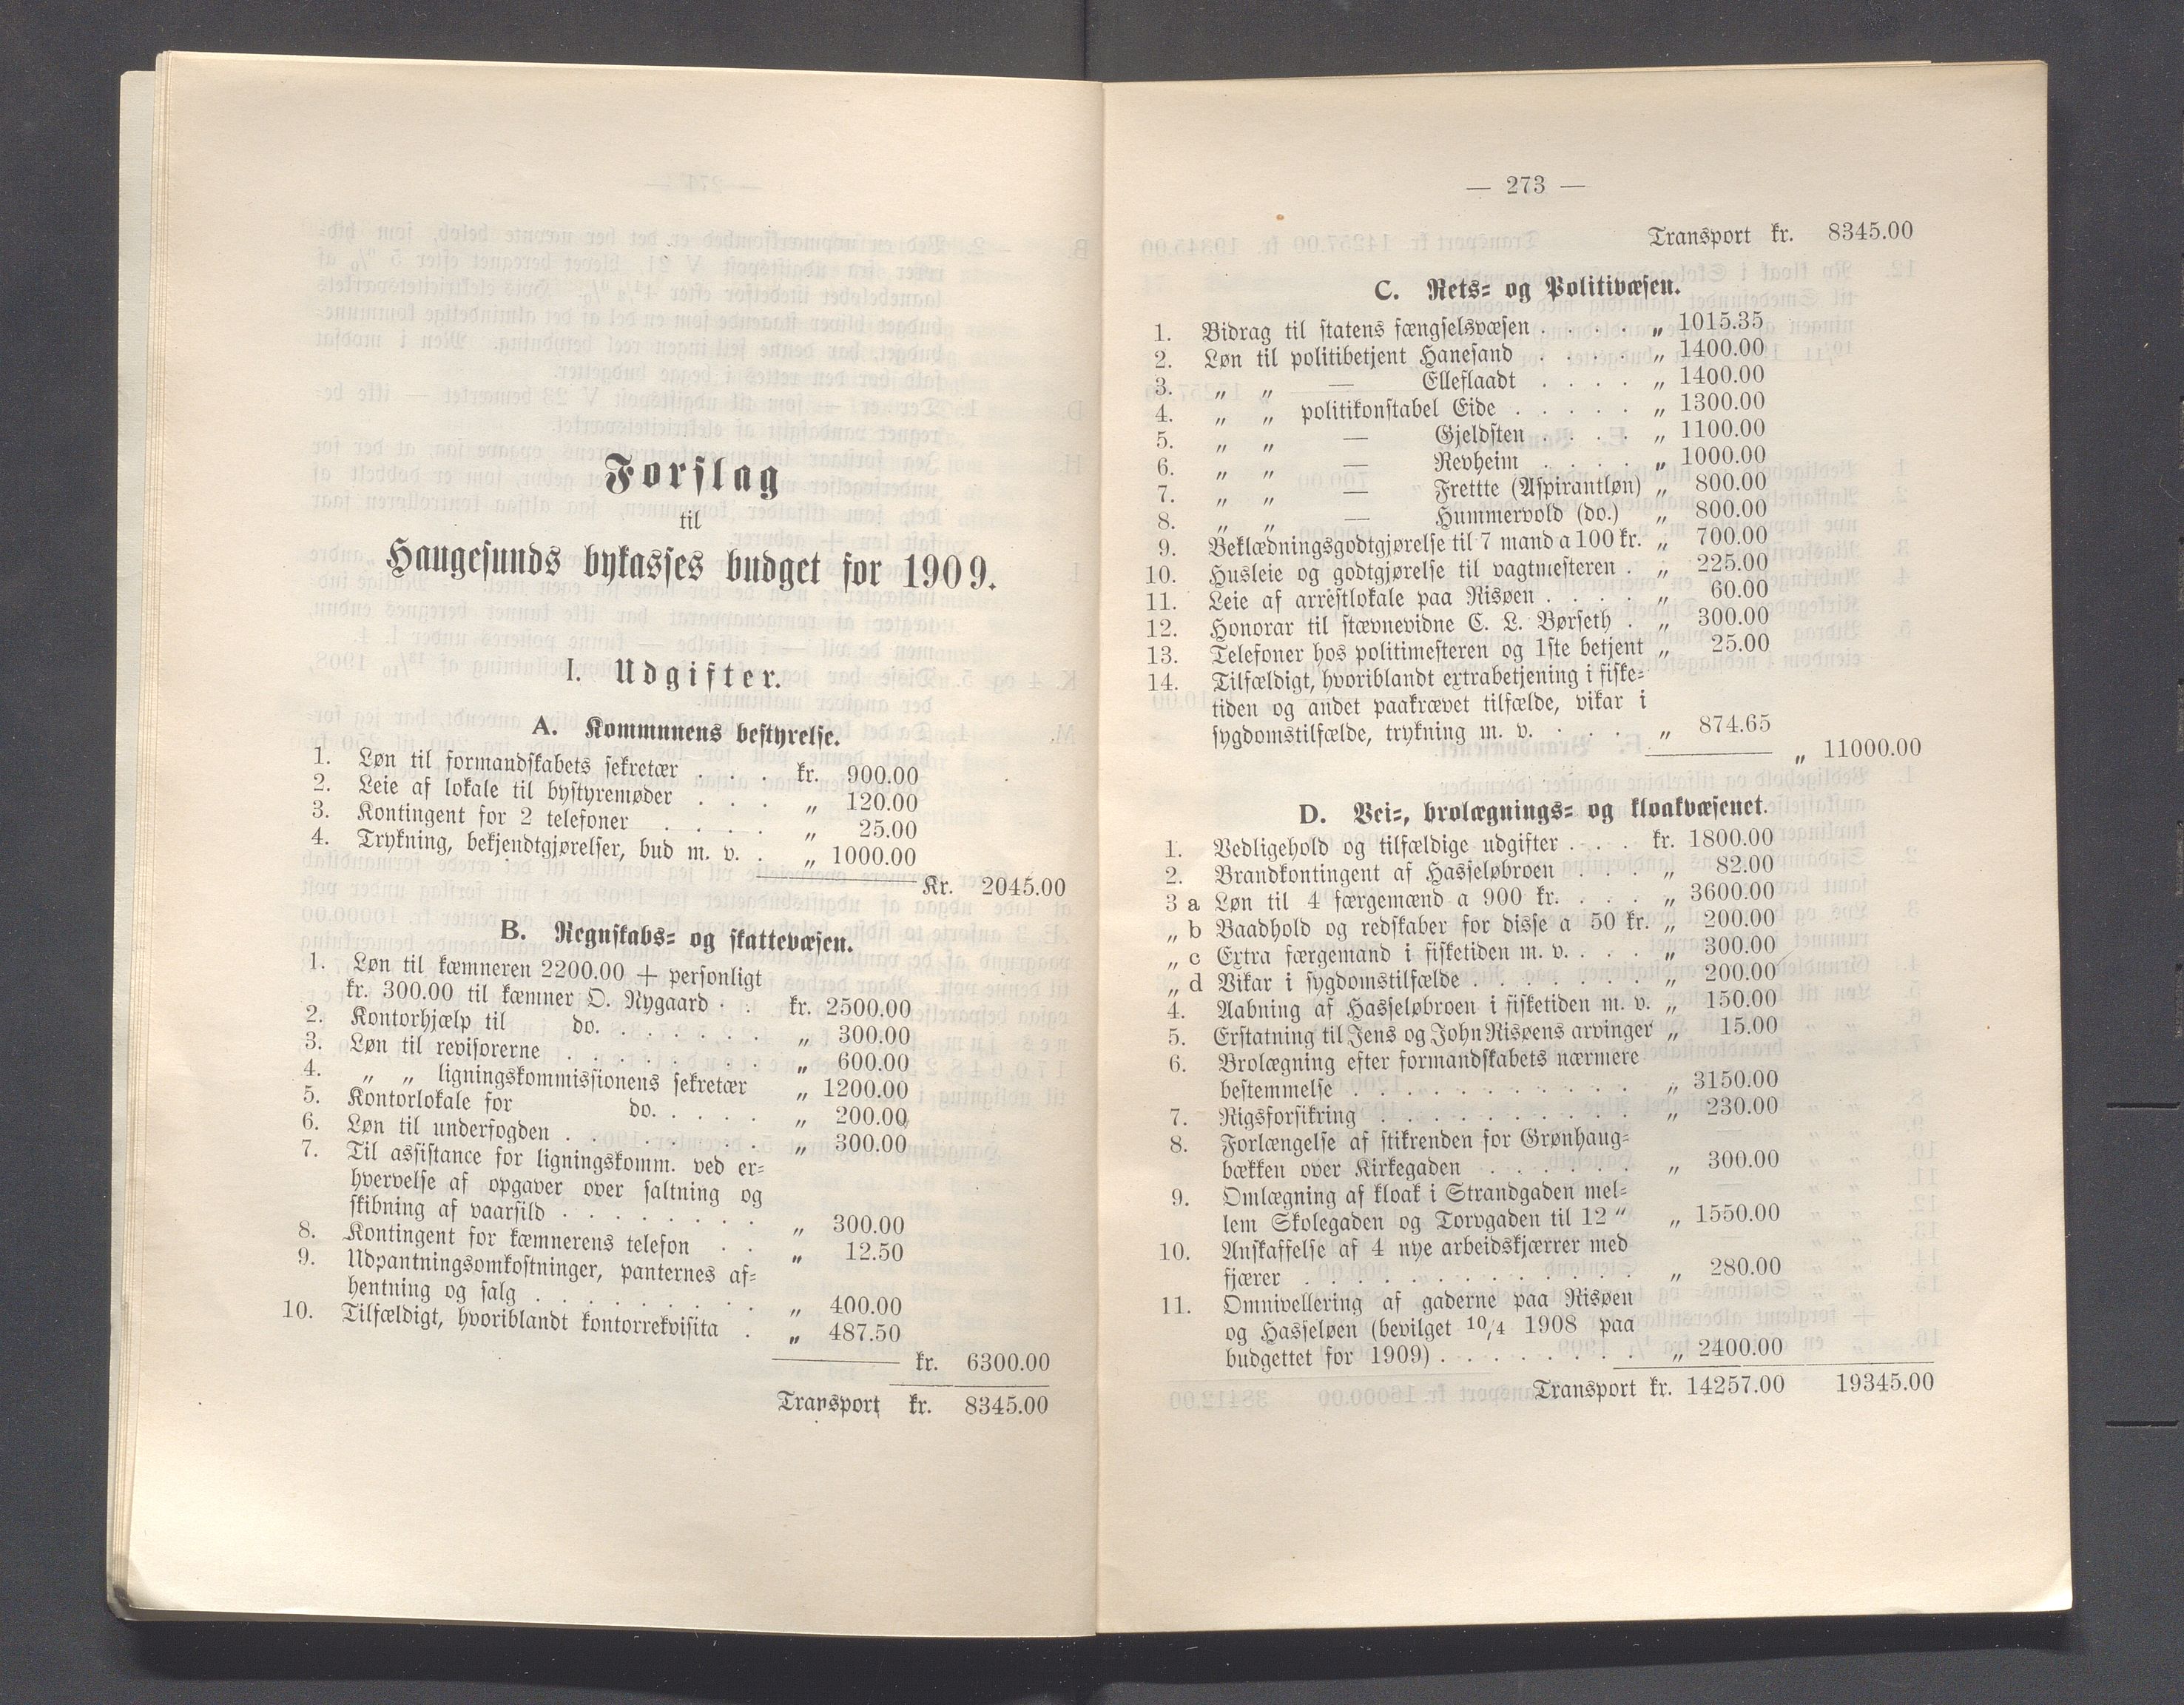 Forslag
til
Haugesunds bykasses budget for 1909.
I. Udgifter.
A. Kommunens bestyrelse.
1. Løn til formandskabets sekretær . . . kr. 900.00
2. Leie af lokale til bystyremøder . . . „ 120.00
3. Kontingent for 2 telefoner . . . . „ 25.00
4. Trykning, bekjendtgjørelser, bud m. v. . „ 1000.00
Kr. 2045.00
B. Regnskabs- og skattevæsen.
1. Løn til kæmneren 2200.00 + personligt
kr. 300.00 til kæmner O. Nygaard . . kr. 2500.00
2. Kontorhjælp til do. . . . . . . „ 300.00
3. Løn til revisorerne . . . . . . . „ 600.00
4. „ „ ligningskommissionens sekretær „ 1200.00
5. Kontorlokale for do. . . . . „ 200.00
6. Løn til underfogden . . . . . . . „ 300.00
7. Til assistance for ligningskomm. ved er-
hvervelse af opgaver over saltning og
skibning af vaarsild . . . . . . . . „ 300.00
8. Kontingent for kæmnerens telefon . . „ 12.50
9. Udpantningsomkostninger, panternes af-
hentning og salg . . . . . . . . . „ 400.00
10. Tilfældigt, hvoriblandt kontorrekvisita . „ 487.50
kr. 6300.00
Transport kr. 8345.00
— 273 —
Transport kr. 8345.00
C. Rets- og Politivæsen.
1. Bidrag til statens fængselsvæsen . . . . „ 1015.35
2. Løn til politibetjent Hanesand . . . . „ 1400.00
3. „ „ — Elleflaadt . . . . „ 1400.00
4. „ „ politikonstabel Eide . . . . . „ 1300.00
5. „ „ — Gjeldsten . . . . „ 1100.00
6. „ „ — Revheim . . . . „ 1000.00
7. „ „ — Frettte (Aspirantløn) „ 800.00
8. „ „ — Hummervold (do.) „ 800.00
9. Beklædningsgodtgjørelse til 7 mand a 100 kr. „ 700.00
10. Husleie og godtgjørelse til vagtmesteren . „ 225.00
11. Leie af arrestlokale paa Risøen . . . . „ 60.00
12. Honorar til stævnevidne C. L. Børseth . „ 300.00
13. Telefoner hos politimesteren og 1ste betjent „ 25.00
14. Tilfældigt, hvoriblandt extrabetjening i fiske-
tiden og andet paakrævet tilfælde, vikar i
sygdomstilfælde, trykning m. v. . . . . „ 874.65
„ 11000.00
D. Vei-, brolægnings- og kloakvæsenet.
1. Vedligehold og tilfældige udgifter . . . kr. 1800.00
2. Brandkontingent af Hasseløbroen . . . „ 82.00
3 a Løn til 4 færgemænd a 900 kr. . . . „ 3600.00
„ b Baadhold og redskaber for disse a 50 kr. „ 200.00
„ c Extra færgemand i fisketiden m. v. . . . „ 300.00
„ d Vikar i sygdomstilfælde . . . . . . . „ 200.00
4. Aabning af Hasseløbroen i fisketiden m. v. „ 150.00
5. Erstatning til Jens og John Risøens arvinger „ 15.00
6. Brolægning efter formandskabets nærmere
bestemmelse . . . . . . . . . . . „ 3150.00
7. Rigsforsikring . . . . . . . . . . „ 230.00
8. Forlængelse af stikrenden for Grønhaug-
bækken over Kirkegaden . . . . . . „ 300.00
9. Omlægning af kloak i Strandgaden mel-
lem Skolegaden og Torvgaden til 12 “ „ 1550.00
10. Anskaffelse af 4 nye arbeidskjærrer med
fjærer . . . . . . . . . . . . . „ 280.00
11. Omnivellering af gaderne paa Risøen
og Hasseløen (bevilget 10/4 1908 paa
budgettet for 1909) . . . . . . . . „ 2400.00
Transport kr. 14257.00 19345.00